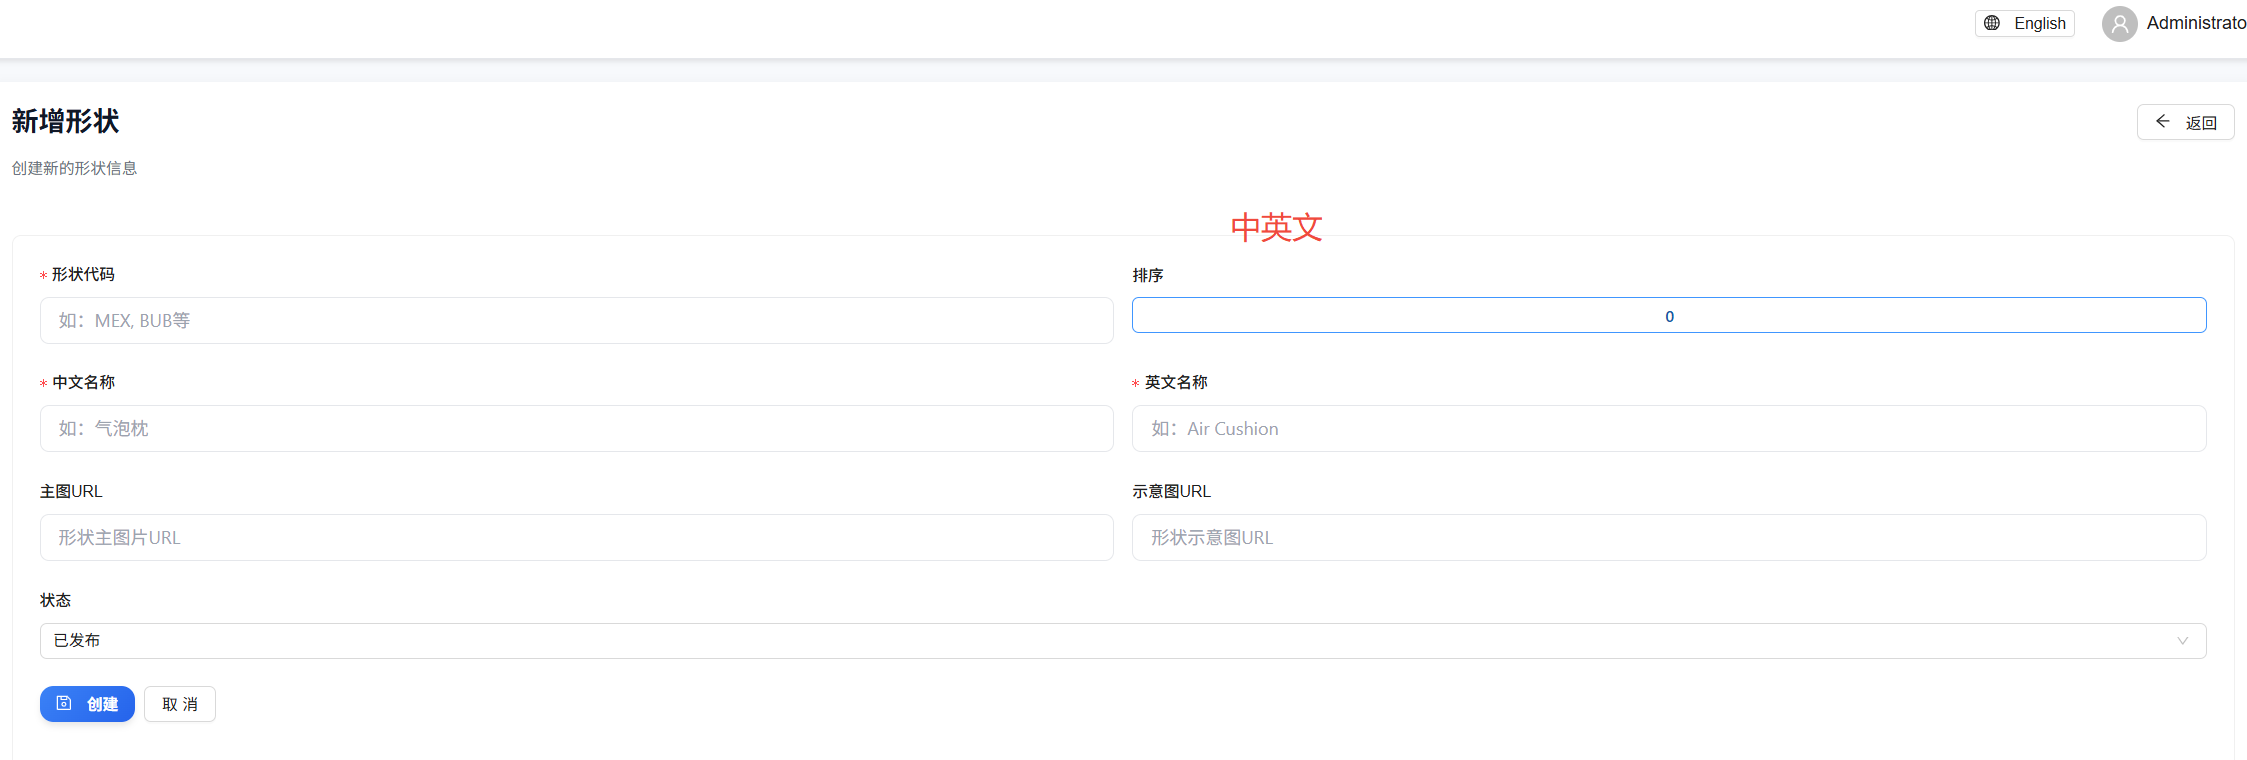 English
Administrato
新增形状
返回
创建新的形状信息
中英文
* 形状代码
排序
如：MEX, BUB等
0
* 中文名称
* 英文名称
如：气泡枕
如：Air Cushion
主图URL
示意图URL
形状主图片URL
形状示意图URL
状态
已发布
创建
取 消